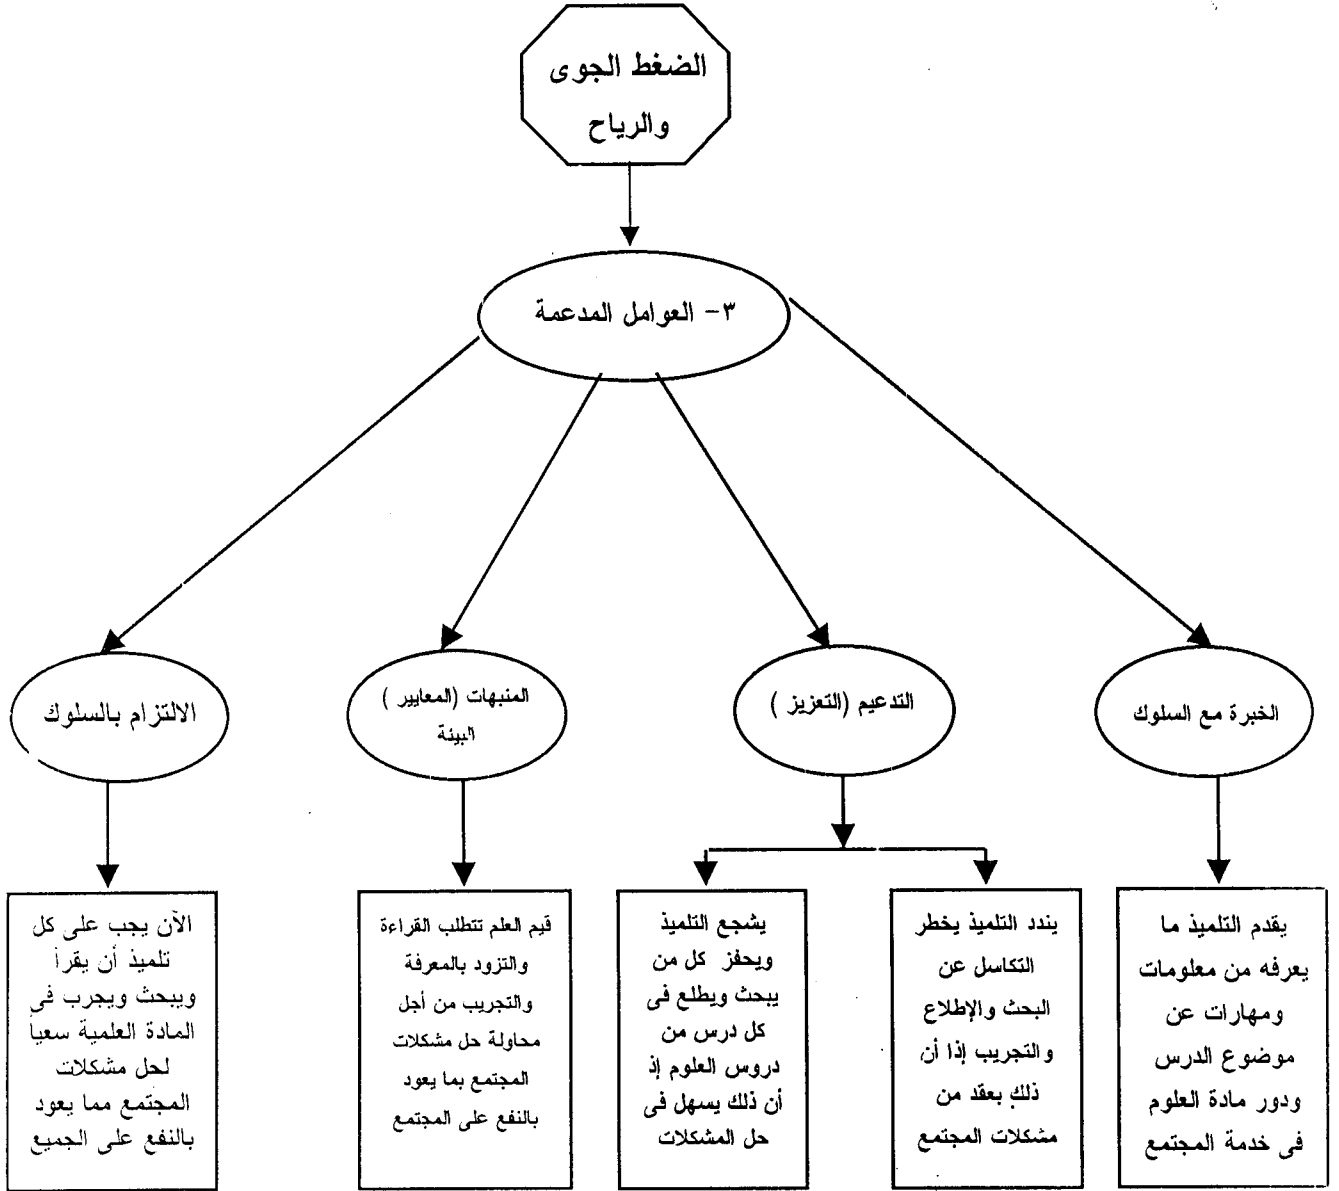 الضغط الجوى
والرياح
٣- العوامل المدعمة
الخبرة مع السلوك
التدعيم (التعزيز )
المنبهات (المعايير )
البيئة
الالتزام بالسلوك
يقدم التلميذ ما
يعرفه من معلومات
ومهارات عن
موضوع الدرس
ودور مادة العلوم
فى خدمة المجتمع
يندد التلميذ يخطر
التكاسل عن
البحث والإطلاع
والتجريب إذا أن
ذلك بعقد من
مشكلات المجتمع
يشجع التلميذ
ويحفز كل من
يبحث ويطلع فى
كل درس من
دروس العلوم إذ
أن ذلك يسهل فى
حل المشكلات
قيم العلم تتطلب القراءة
والتزود بالمعرفة
والتجريب من أجل
محاولة حل مشكلات
المجتمع بما يعود
بالنفع على المجتمع
الآن يجب على كل
تلميذ أن يقرأ
ويبحث ويجرب فى
المادة العلمية سعياً
لحل مشكلات
المجتمع مما يعود
بالنفع على الجميع